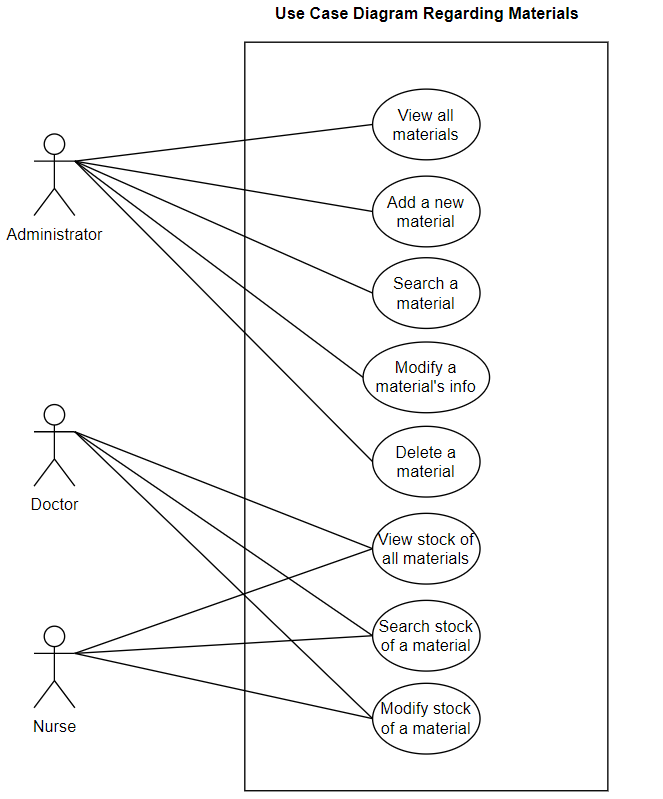 Use Case Diagram Regarding Materials
View all
materials
Administrator
Add a new
material
Search a
material
Modify a
material's info
Delete a
material
Doctor
View stock of
all materials
Search stock
of a material
Nurse
Modify stock
of a material